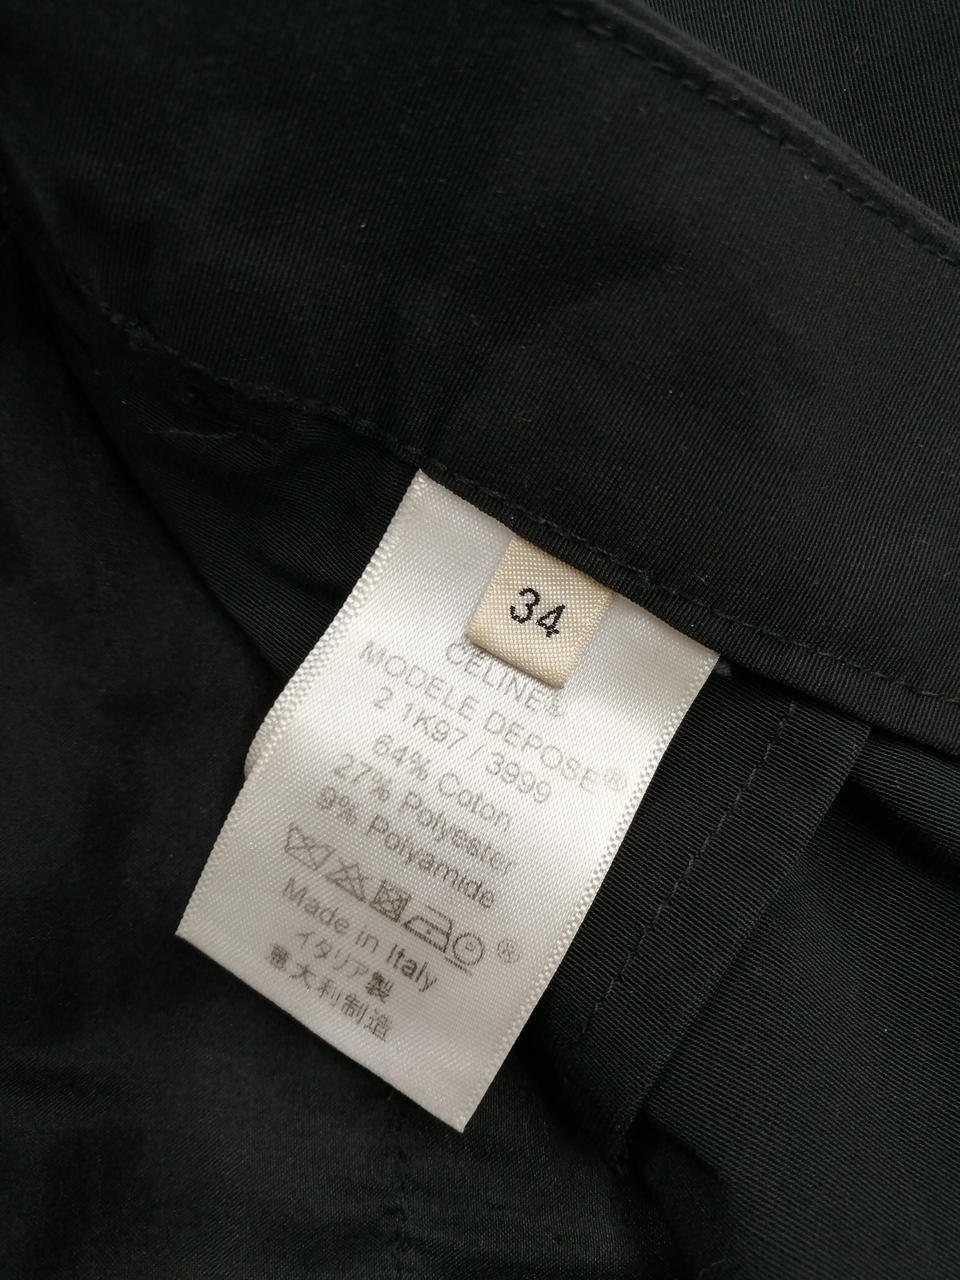 34
CELINE®
MODELE DEPOSE®
2 1K97 / 3999
64% Coton
27% Polyester
9% Polyamide
Made in Italy
®
イタリア製
意大利制造